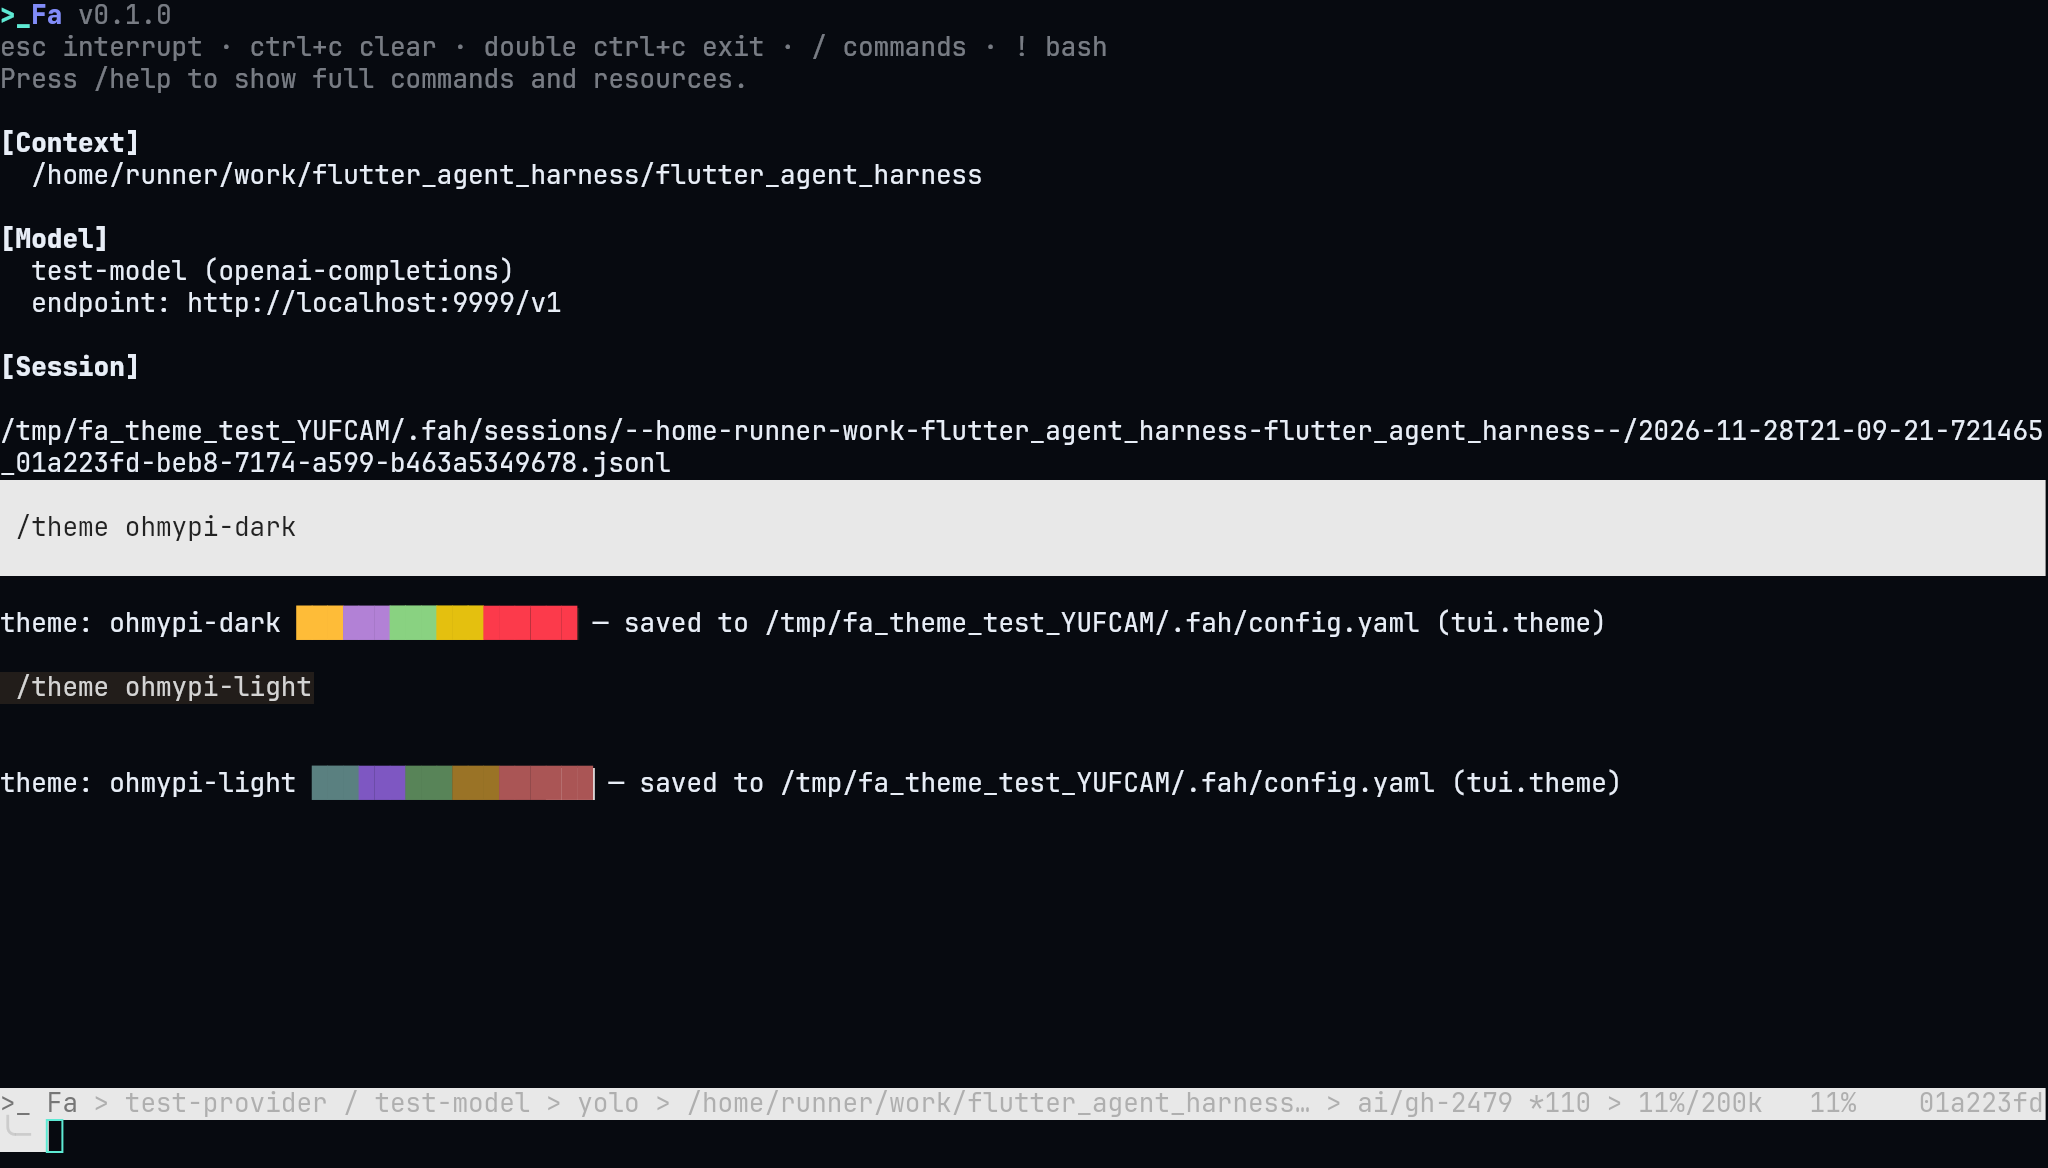 >_Fa v0.1.0
esc interrupt · ctrl+c clear · double ctrl+c exit · / commands · ! bash
Press /help to show full commands and resources.
[Context]
/home/runner/work/flutter_agent_harness/flutter_agent_harness
[Model]
test-model (openai-completions)
endpoint: http://localhost:9999/v1
[Session]
/tmp/fa_theme_test_YUFCAM/.fah/sessions/--home-runner-work-flutter_agent_harness-flutter_agent_harness--/2026-11-28T21-09-21-721465
_01a223fd-beb8-7174-a599-b463a5349678.jsonl
/theme ohmypi-dark
theme: ohmypi-dark — saved to /tmp/fa_theme_test_YUFCAM/.fah/config.yaml (tui.theme)
/theme ohmypi-light
theme: ohmypi-light — saved to /tmp/fa_theme_test_YUFCAM/.fah/config.yaml (tui.theme)
>_ Fa > test-provider / test-model > yolo > /home/runner/work/flutter_agent_harness… > ai/gh-2479 *110 > 11%/200k 11% 01a223fd